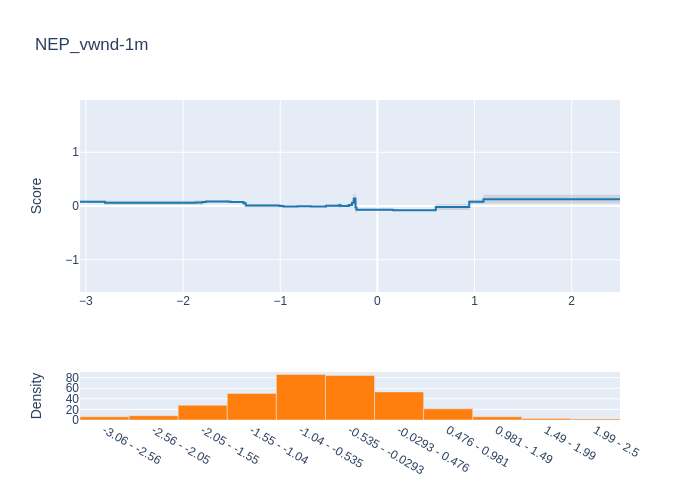 NEP_vwnd-1m
Score
1
0
−1
−3
−2
−1
0
1
2
Density
80
60
40
20
0
-3.06 - -2.56
-2.56 - -2.05
-2.05 - -1.55
-1.55 - -1.04
-1.04 - -0.535
-0.535 - -0.0293
-0.0293 - 0.476
0.476 - 0.981
0.981 - 1.49
1.49 - 1.99
1.99 - 2.5